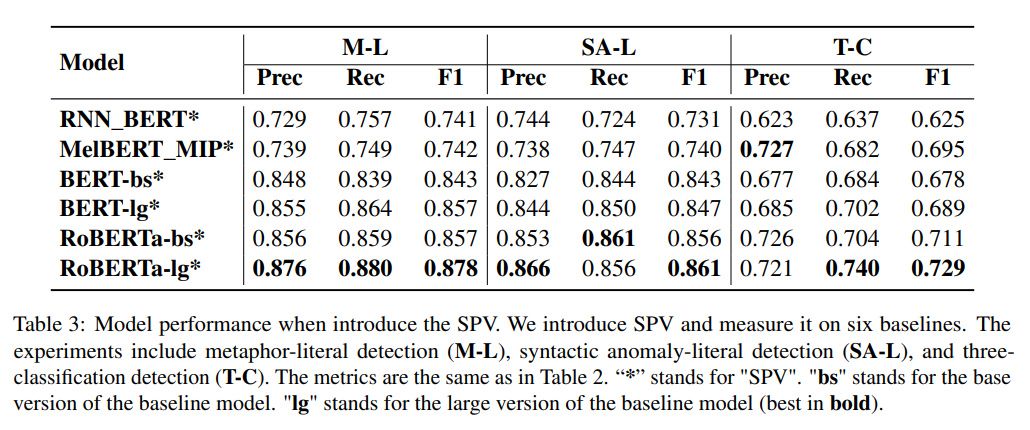 Model M-L SA-L T-C
Prec Rec F1 Prec Rec F1 Prec Rec F1
RNN_BERT* 0.729 0.757 0.741 0.744 0.724 0.731 0.623 0.637 0.625
MelBERT_MIP* 0.739 0.749 0.742 0.738 0.747 0.740 0.727 0.682 0.695
BERT-bs* 0.848 0.839 0.843 0.827 0.844 0.843 0.677 0.684 0.678
BERT-lg* 0.855 0.864 0.857 0.844 0.850 0.847 0.685 0.702 0.689
RoBERTa-bs* 0.856 0.859 0.857 0.853 0.861 0.856 0.726 0.704 0.711
RoBERTa-lg* 0.876 0.880 0.878 0.866 0.856 0.861 0.721 0.740 0.729
Table 3: Model performance when introduce the SPV. We introduce SPV and measure it on six baselines. The
experiments include metaphor-literal detection (M-L), syntactic anomaly-literal detection (SA-L), and three-
classification detection (T-C). The metrics are the same as in Table 2. “*” stands for "SPV". "bs" stands for the base
version of the baseline model. "lg" stands for the large version of the baseline model (best in bold).